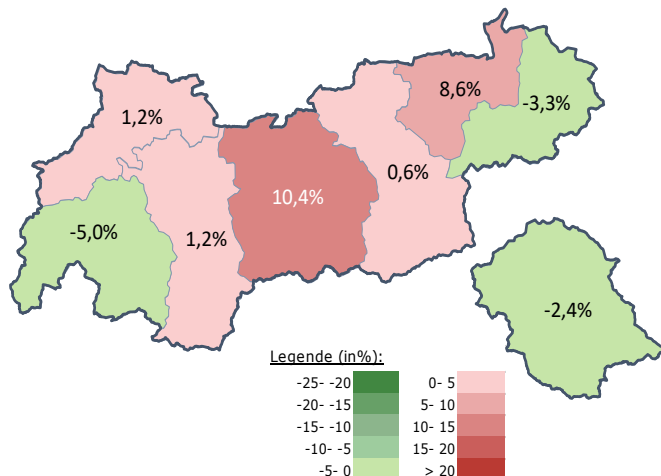 8,6%
-3,3%
1,2%
0,6%
10,4%
-5,0%
1,2%
-2,4%
Legende (in%):
-25- -20 0- 5
-20- -15 5- 10
-15- -10 10- 15
-10- -5 15- 20
-5- 0 > 20